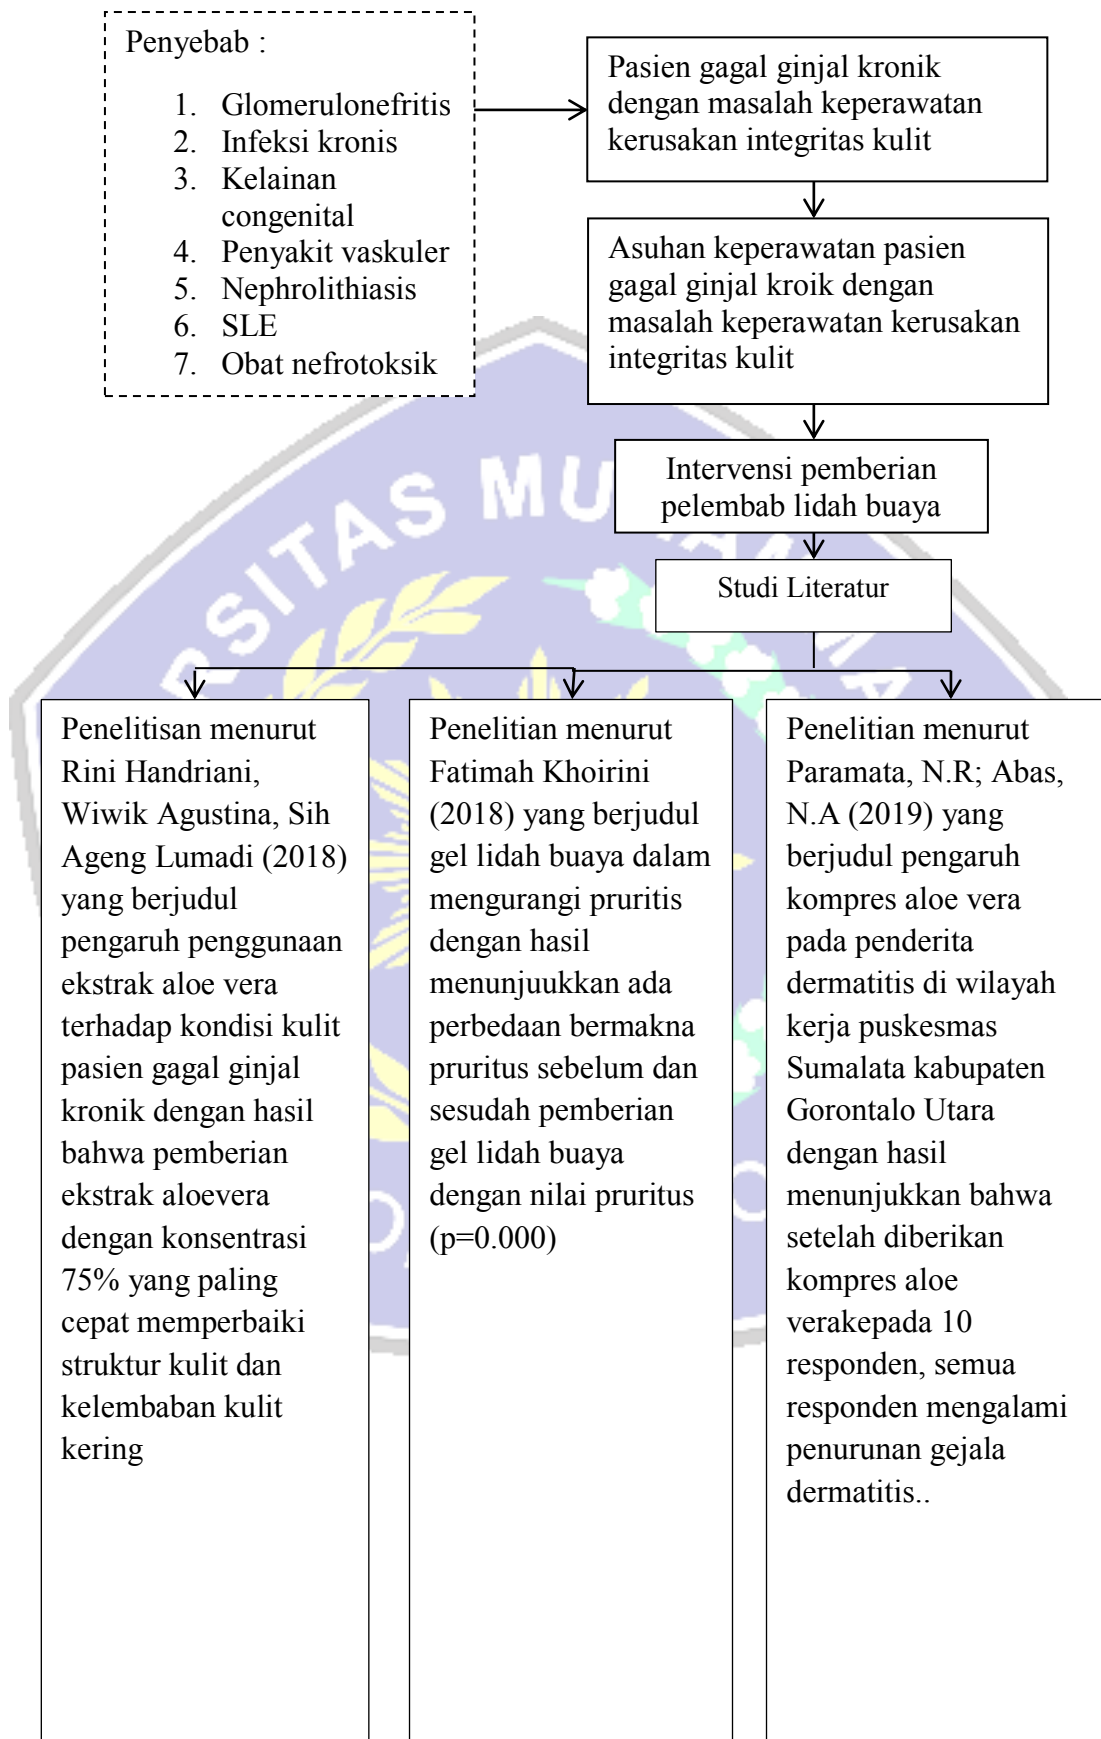 Penyebab :
1. Glomerulonefritis
2. Infeksi kronis
3. Kelainan
congenital
4. Penyakit vaskuler
5. Nephrolithiasis
6. SLE
7. Obat nefrotoksik
Pasien gagal ginjal kronik
dengan masalah keperawatan
kerusakan integritas kulit
Asuhan keperawatan pasien
gagal ginjal kroik dengan
masalah keperawatan kerusakan
integritas kulit
Intervensi pemberian
pelembab lidah buaya
Studi Literatur
Penelitisan menurut
Rini Handriani,
Wiwik Agustina, Sih
Ageng Lumadi (2018)
yang berjudul
pengaruh penggunaan
ekstrak aloe vera
terhadap kondisi kulit
pasien gagal ginjal
kronik dengan hasil
bahwa pemberian
ekstrak aloevera
dengan konsentrasi
75% yang paling
cepat memperbaiki
struktur kulit dan
kelembaban kulit
kering
Penelitian menurut
Fatimah Khoirini
(2018) yang berjudul
gel lidah buaya dalam
mengurangi pruritis
dengan hasil
menunjuukkan ada
perbedaan bermakna
pruritus sebelum dan
sesudah pemberian
gel lidah buaya
dengan nilai pruritus
(p=0.000)
Penelitian menurut
Paramata, N.R; Abas,
N.A (2019) yang
berjudul pengaruh
kompres aloe vera
pada penderita
dermatitis di wilayah
kerja puskesmas
Sumalata kabupaten
Gorontalo Utara
dengan hasil
menunjukkan bahwa
setelah diberikan
kompres aloe
verakepada 10
responden, semua
responden mengalami
penurunan gejala
dermatitis..